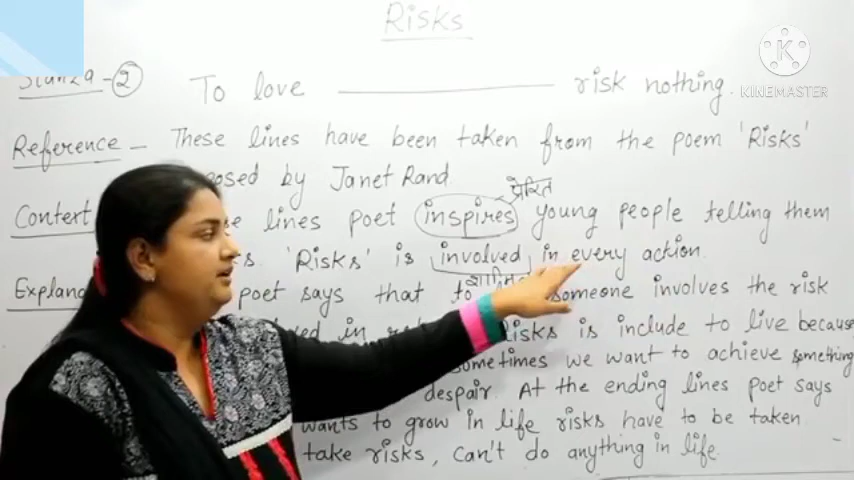 Risks
Stanza-2 To love ________ risk nothing.
KINEMASTER
Reference - These lines have been taken from the poem 'Risks'
by Janet Rand
प्रेरित
Context lines poet inspires young people telling them
'Risks' is involved in every action.
शामिल
poet says that to someone involves the risk
in Risks is include to live because
sometimes we want to achieve something
despair. At the ending lines poet says
wants to grow in life risks have to be taken
take risks, can't do anything in life.